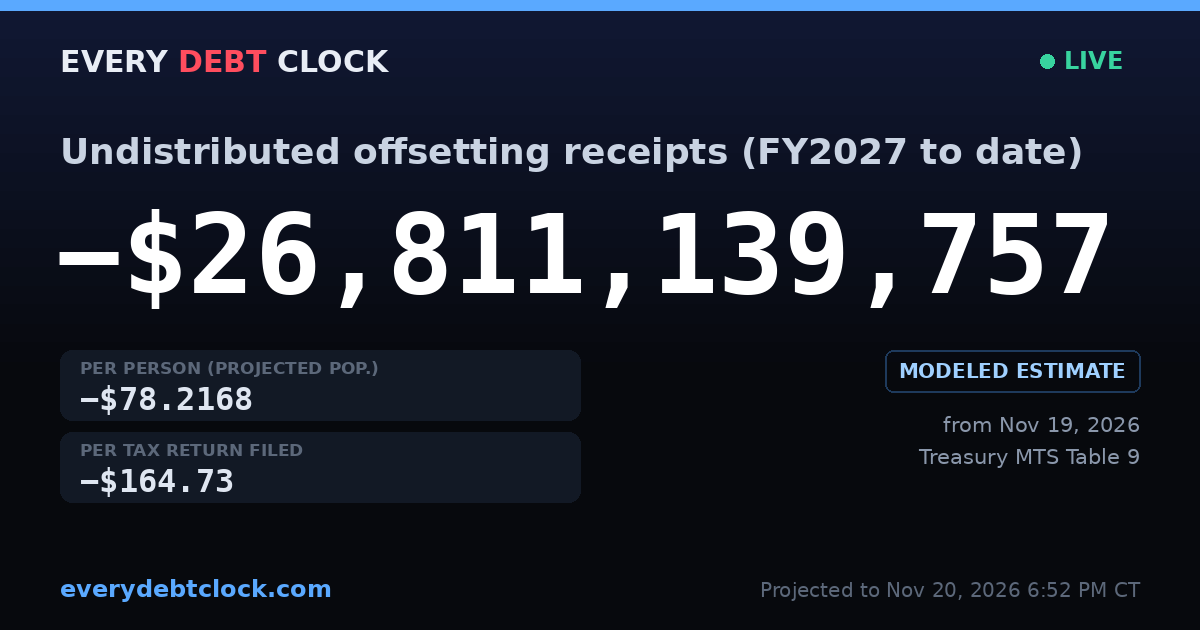 EVERY DEBT CLOCK
LIVE
Undistributed offsetting receipts (FY2027 to date)
−$26,811,139,757
PER PERSON (PROJECTED POP.)
−$78.2168
PER TAX RETURN FILED
−$164.73
MODELED ESTIMATE
from Nov 19, 2026
Treasury MTS Table 9
everydebtclock.com
Projected to Nov 20, 2026 6:52 PM CT